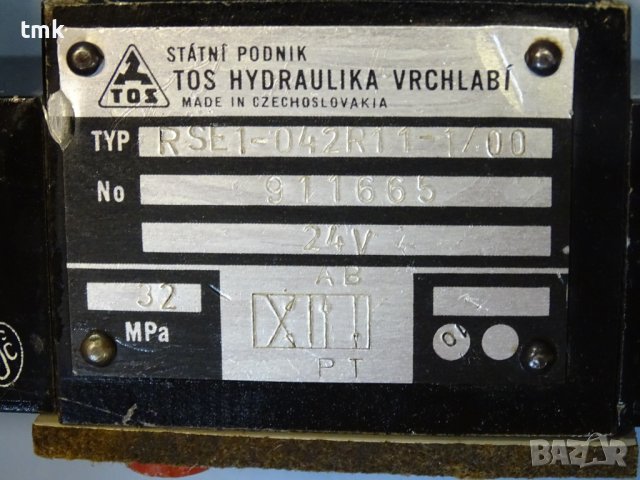 tmk
STÁTNÍ PODNIK
TOS HYDRAULIKA VRCHLABÍ
MADE IN CZECHOSLOVAKIA
TOS
TYP RSE1-042R11-1/00
No 911665
24V
32
MPa
AB
PT
BAZAR